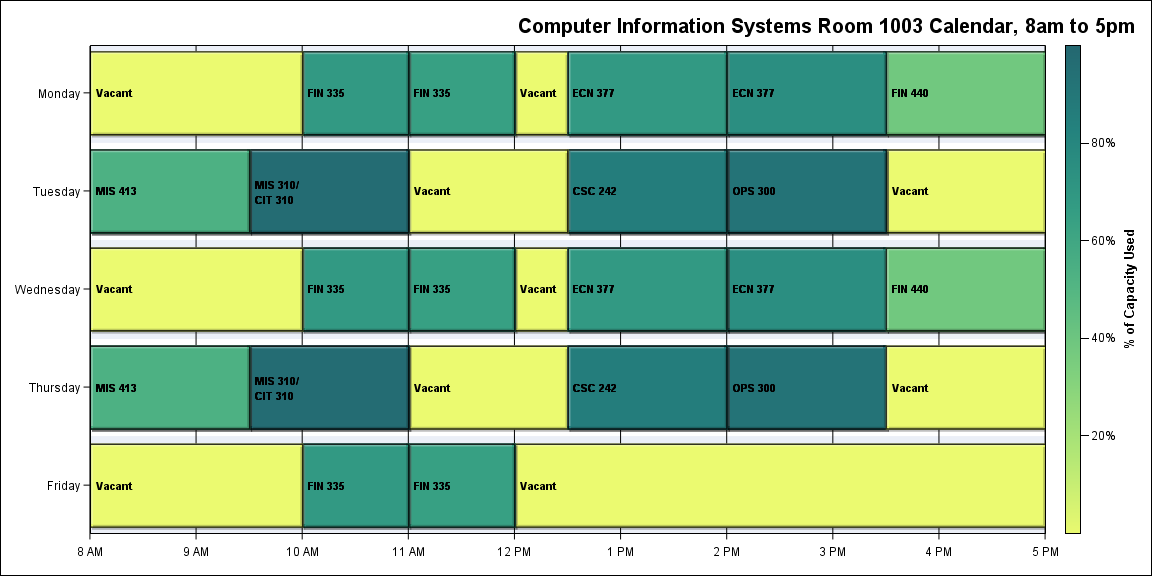 Computer Information Systems Room 1003 Calendar, 8am to 5pm
Monday
Vacant
FIN 335
FIN 335
Vacant
ECN 377
ECN 377
FIN 440
Tuesday
MIS 413
MIS 310/
CIT 310
Vacant
CSC 242
OPS 300
Vacant
Wednesday
Vacant
FIN 335
FIN 335
Vacant
ECN 377
ECN 377
FIN 440
Thursday
MIS 413
MIS 310/
CIT 310
Vacant
CSC 242
OPS 300
Vacant
Friday
Vacant
FIN 335
FIN 335
Vacant
8 AM
9 AM
10 AM
11 AM
12 PM
1 PM
2 PM
3 PM
4 PM
5 PM
80%
60%
40%
20%
% of Capacity Used